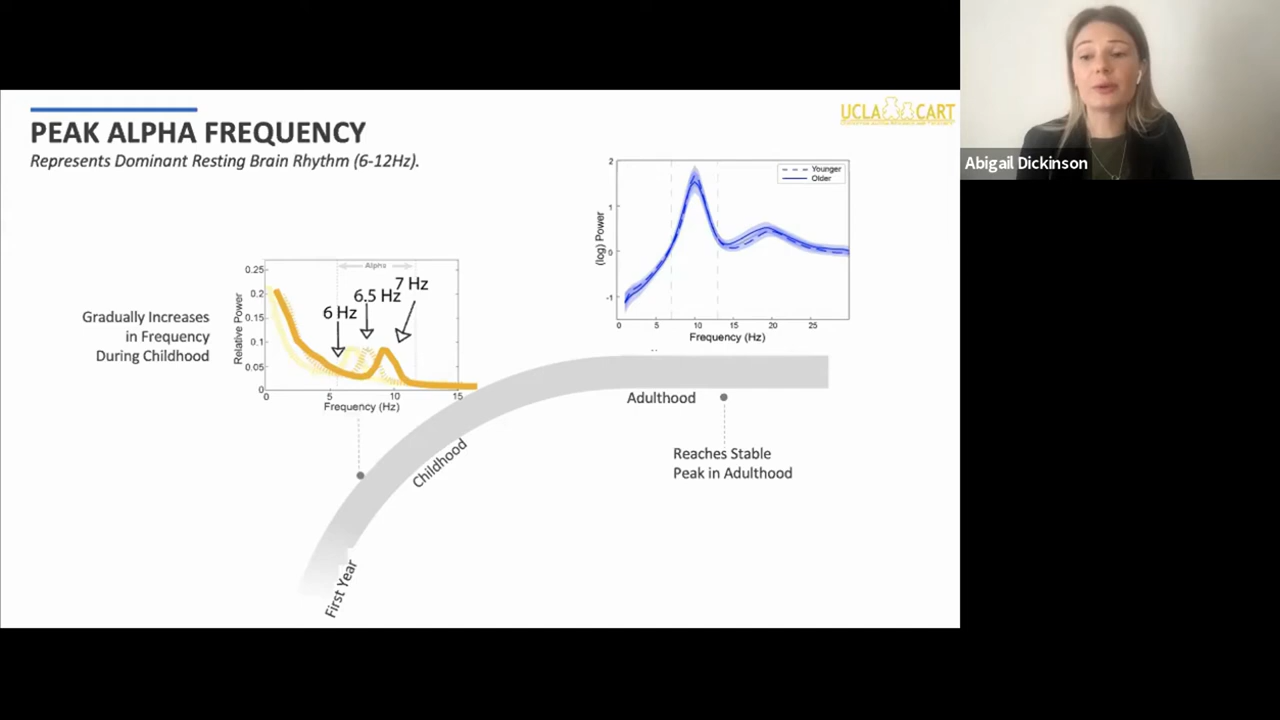 PEAK ALPHA FREQUENCY
Represents Dominant Resting Brain Rhythm (6-12Hz).
UCLA CART
Abigail Dickinson
2
1
0
-1
(log) Power
Younger
Older
0 5 10 15 20 25
Frequency (Hz)
Gradually Increases
in Frequency
During Childhood
Relative Power
0.25
0.2
0.15
0.1
0.05
0
Alpha
6 Hz
6.5 Hz
7 Hz
0 5 10 15
Frequency (Hz)
First Year
Childhood
Adulthood
Reaches Stable
Peak in Adulthood